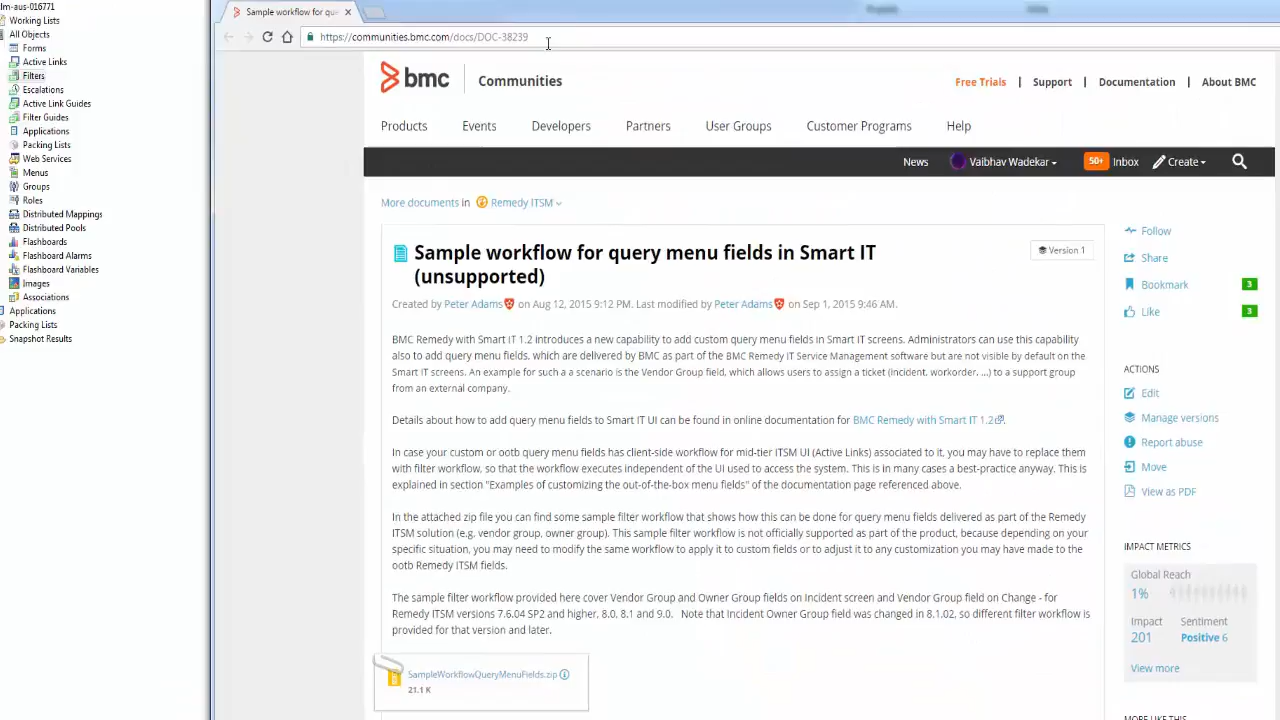 lm-aus-016771
Working Lists
All Objects
Forms
Active Links
Filters
Escalations
Active Link Guides
Filter Guides
Applications
Packing Lists
Web Services
Menus
Groups
Roles
Distributed Mappings
Distributed Pools
Flashboards
Flashboard Alarms
Flashboard Variables
Images
Associations
Applications
Packing Lists
Snapshot Results
Sample workflow for que
https://communities.bmc.com/docs/DOC-38239
bmc Communities
Free Trials | Support | Documentation | About BMC
Products Events Developers Partners User Groups Customer Programs Help
News Vaibhav Wadekar 50+ Inbox Create
More documents in Remedy ITSM
Sample workflow for query menu fields in Smart IT
(unsupported)
Version 1
Created by Peter Adams on Aug 12, 2015 9:12 PM. Last modified by Peter Adams on Sep 1, 2015 9:46 AM.
BMC Remedy with Smart IT 1.2 introduces a new capability to add custom query menu fields in Smart IT screens. Administrators can use this capability
also to add query menu fields, which are delivered by BMC as part of the BMC Remedy IT Service Management software but are not visible by default on the
Smart IT screens. An example for such a a scenario is the Vendor Group field, which allows users to assign a ticket (incident, workorder, ...) to a support group
from an external company.
Details about how to add query menu fields to Smart IT UI can be found in online documentation for BMC Remedy with Smart IT 1.2.
In case your custom or ootb query menu fields has client-side workflow for mid-tier ITSM UI (Active Links) associated to it, you may have to replace them
with filter workflow, so that the workflow executes independent of the UI used to access the system. This is in many cases a best-practice anyway. This is
explained in section "Examples of customizing the out-of-the-box menu fields" of the documentation page referenced above.
In the attached zip file you can find some sample filter workflow that shows how this can be done for query menu fields delivered as part of the Remedy
ITSM solution (e.g. vendor group, owner group). This sample filter workflow is not officially supported as part of the product, because depending on your
specific situation, you may need to modify the same workflow to apply it to custom fields or to adjust it to any customization you may have made to the
ootb Remedy ITSM fields.
The sample filter workflow provided here cover Vendor Group and Owner Group fields on Incident screen and Vendor Group field on Change - for
Remedy ITSM versions 7.6.04 SP2 and higher, 8.0, 8.1 and 9.0. Note that Incident Owner Group field was changed in 8.1.02, so different filter workflow is
provided for that version and later.
SampleWorkflowQueryMenuFields.zip
21.1 K
Follow
Share
Bookmark 3
Like 3
ACTIONS
Edit
Manage versions
Report abuse
Move
View as PDF
IMPACT METRICS
Global Reach
1%
Impact Sentiment
201 Positive 6
View more
MORE LIKE THIS